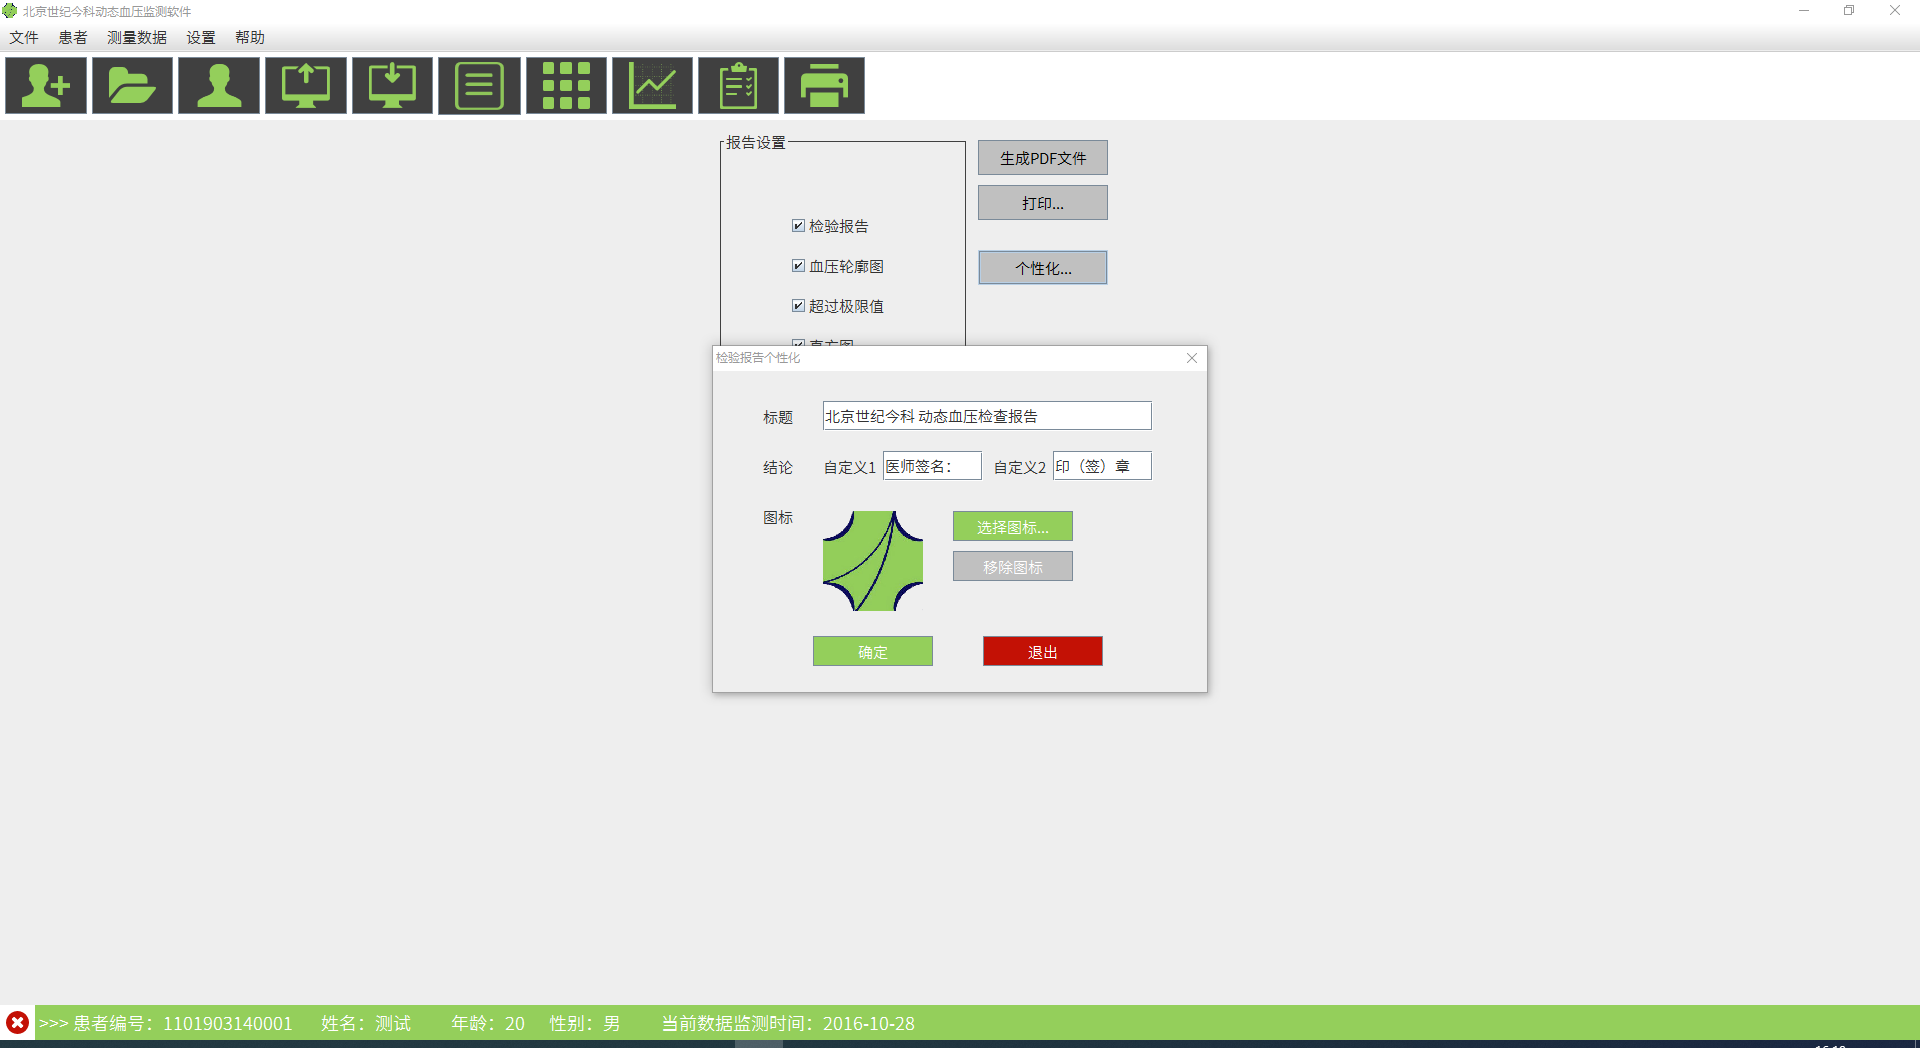 北京世纪今科动态血压监测软件
文件 患者 测量数据 设置 帮助
报告设置
生成PDF文件
打印...
检验报告
个性化...
血压轮廓图
超过极限值
直方图
检验报告个性化
标题 北京世纪今科 动态血压检查报告
结论 自定义1 医师签名： 自定义2 印（签）章
图标
选择图标...
移除图标
确定 退出
>>> 患者编号：1101903140001 姓名：测试 年龄：20 性别：男 当前数据监测时间：2016-10-28